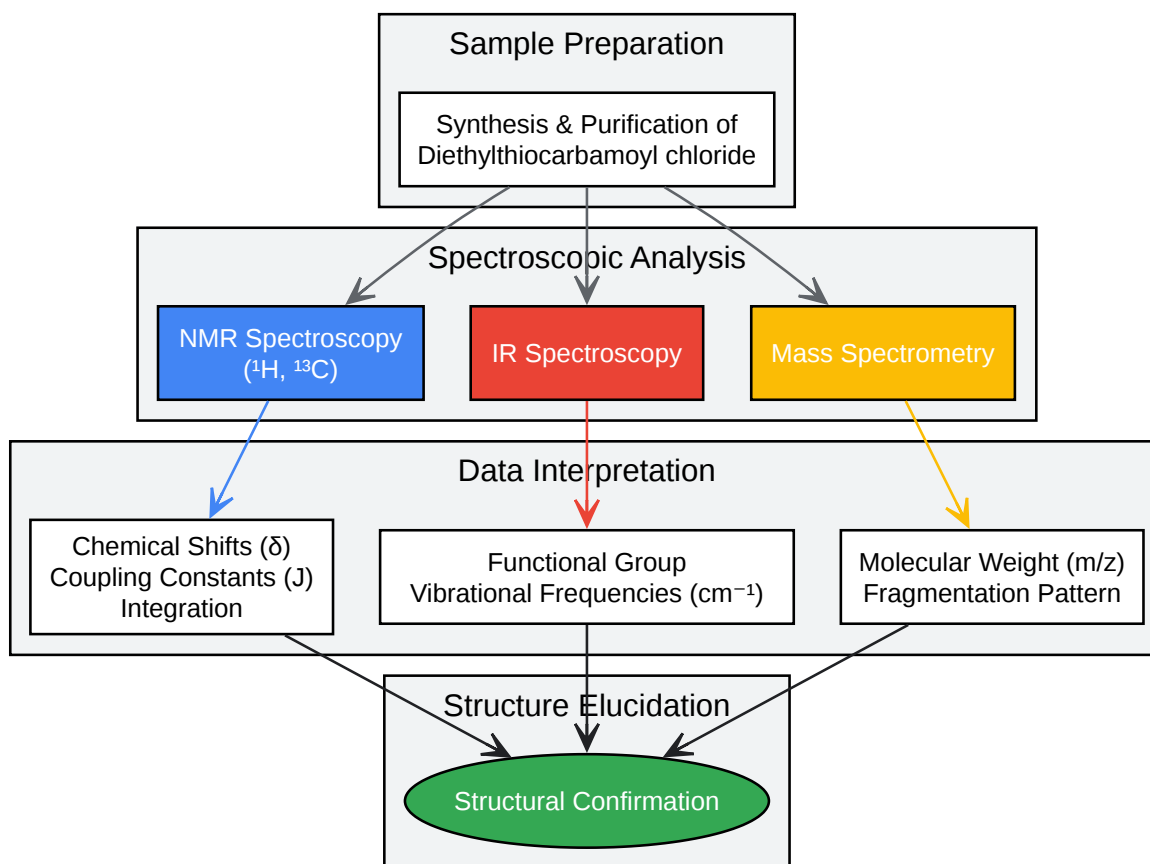 Sample Preparation
Synthesis & Purification of
Diethylthiocarbamoyl chloride
Spectroscopic Analysis
NMR Spectroscopy
(¹H, ¹³C)
IR Spectroscopy
Mass Spectrometry
Data Interpretation
Chemical Shifts (δ)
Coupling Constants (J)
Integration
Functional Group
Vibrational Frequencies (cm⁻¹)
Molecular Weight (m/z)
Fragmentation Pattern
Structure Elucidation
Structural Confirmation